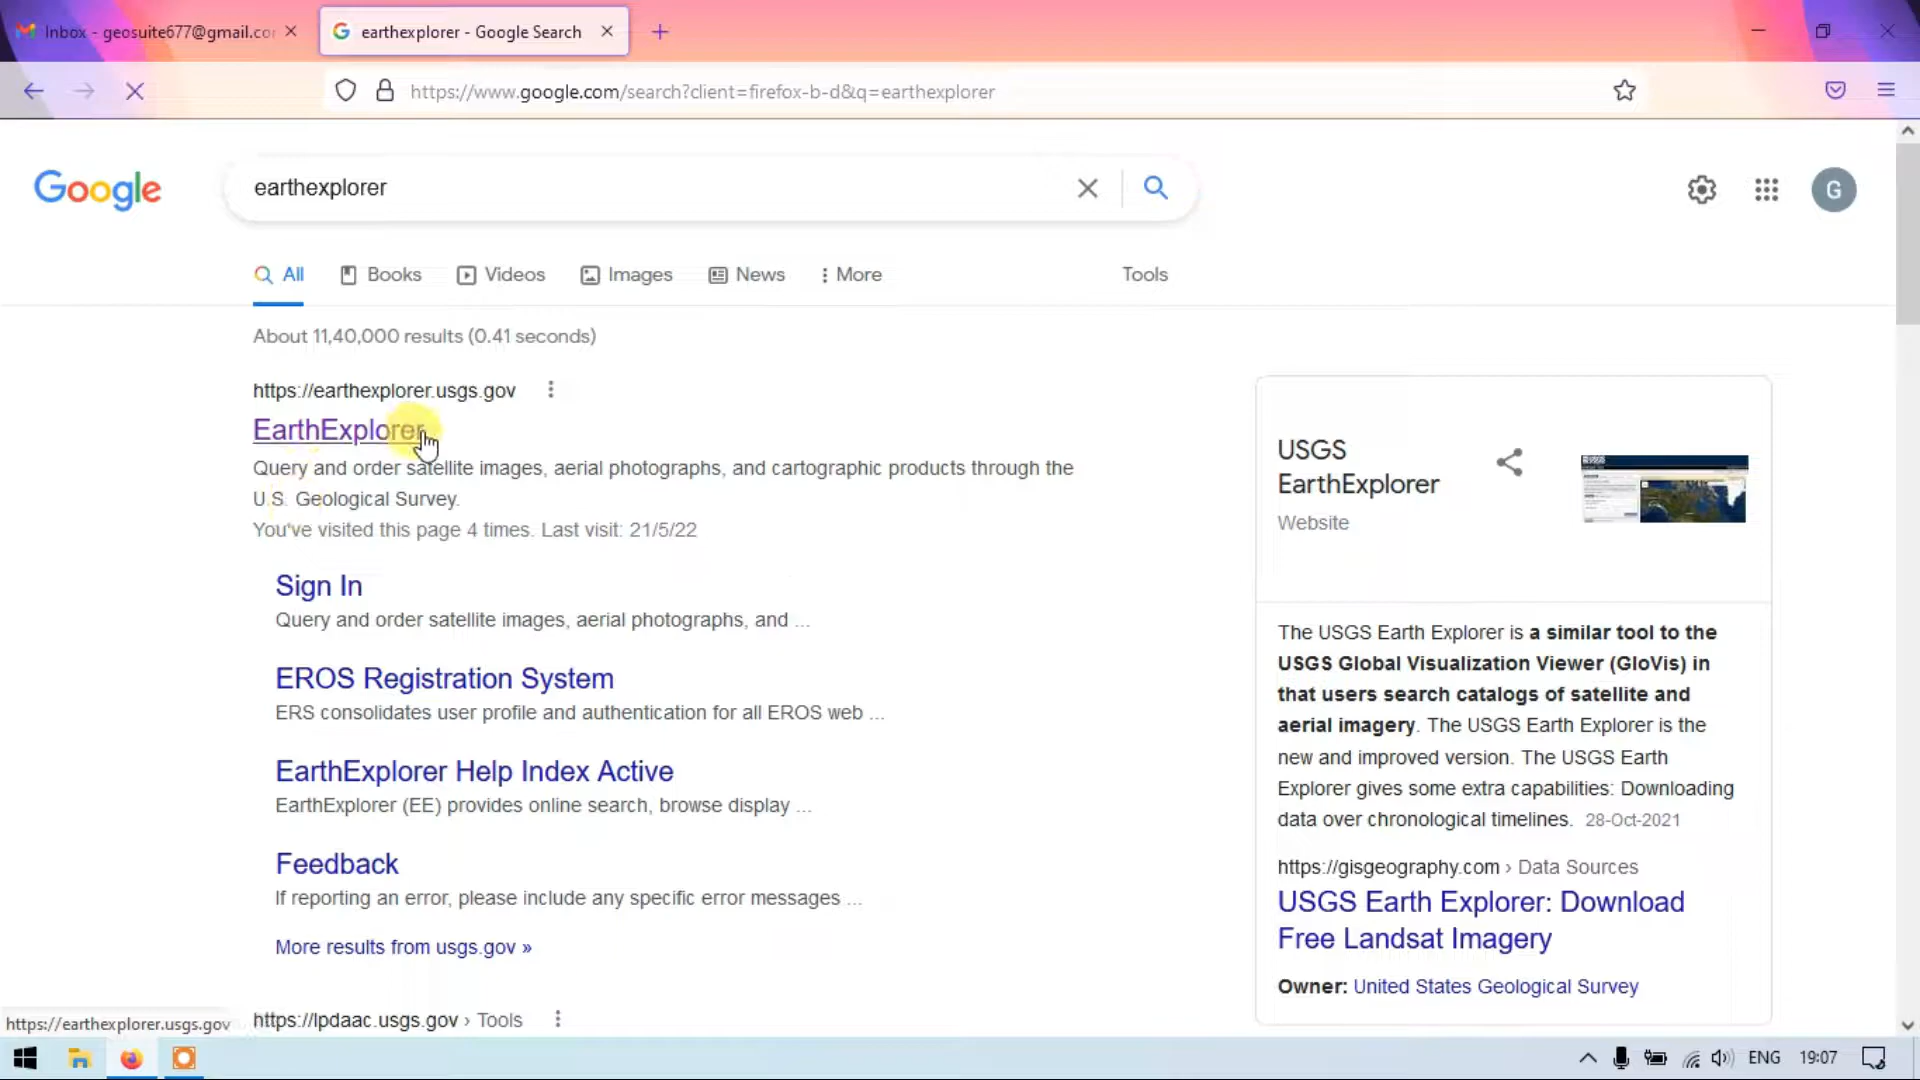 Inbox - geosuite677@gmail.co
earthexplorer - Google Search
https://www.google.com/search?client=firefox-b-d&q=earthexplorer
Google
earthexplorer
G
All
Books
Videos
Images
News
More
Tools
About 11,40,000 results (0.41 seconds)
https://earthexplorer.usgs.gov
EarthExplorer
Query and order satellite images, aerial photographs, and cartographic products through the
U.S. Geological Survey.
You've visited this page 4 times. Last visit: 21/5/22
Sign In
Query and order satellite images, aerial photographs, and ...
EROS Registration System
ERS consolidates user profile and authentication for all EROS web ...
EarthExplorer Help Index Active
EarthExplorer (EE) provides online search, browse display ...
Feedback
If reporting an error, please include any specific error messages ...
More results from usgs.gov »
https://lpdaac.usgs.gov › Tools
USGS
EarthExplorer
Website
The USGS Earth Explorer is a similar tool to the
USGS Global Visualization Viewer (GloVis) in
that users search catalogs of satellite and
aerial imagery. The USGS Earth Explorer is the
new and improved version. The USGS Earth
Explorer gives some extra capabilities: Downloading
data over chronological timelines. 28-Oct-2021
https://gisgeography.com › Data Sources
USGS Earth Explorer: Download
Free Landsat Imagery
Owner: United States Geological Survey
https://earthexplorer.usgs.gov
ENG
19:07